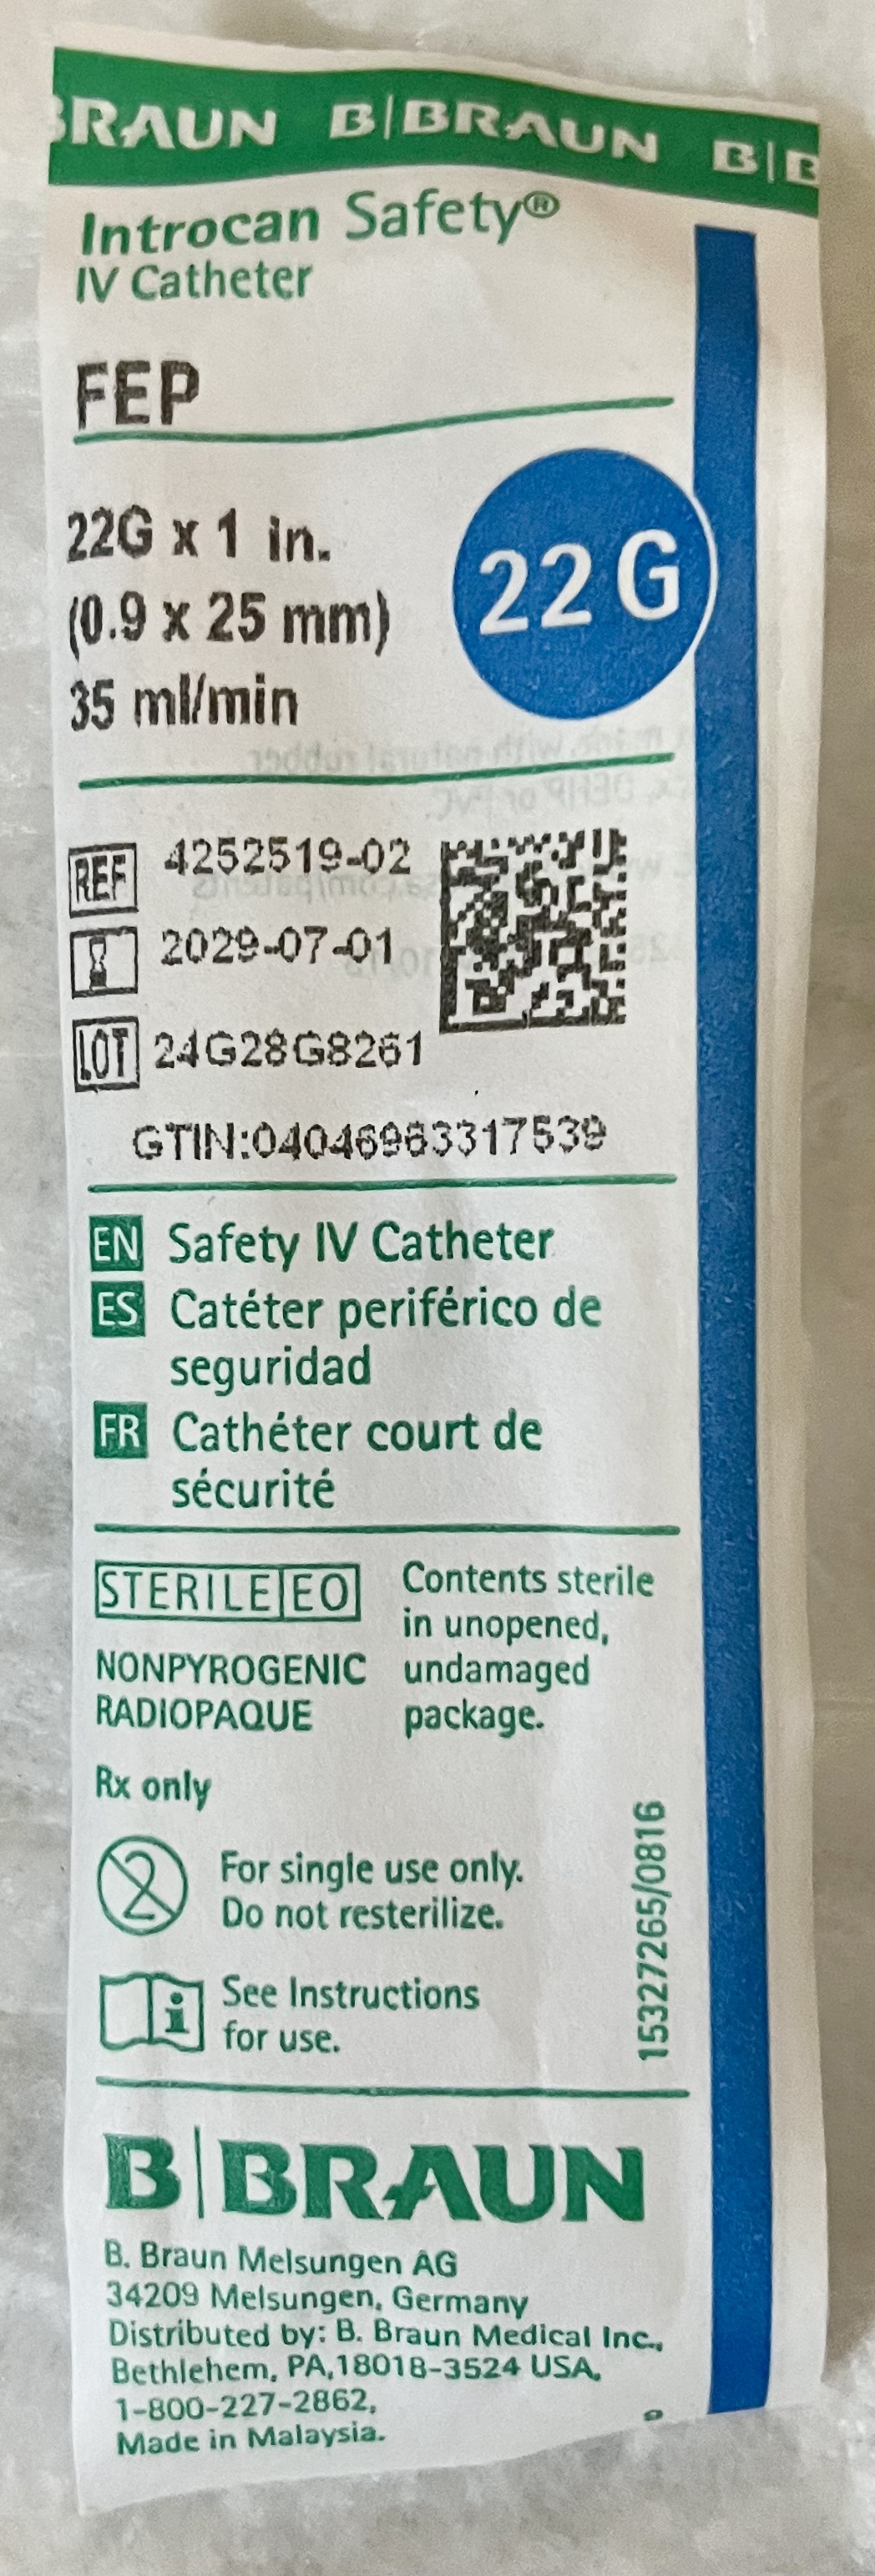 BRAUN B|BRAUN B|B
Introcan Safety®
IV Catheter
FEP
22G x 1 in.
(0.9 x 25 mm)
35 ml/min
22 G
REF 4252519-02
2029-07-01
LOT 24G28G8261
GTIN:04046963317539
EN Safety IV Catheter
ES Catéter periférico de
seguridad
FR Cathéter court de
sécurité
STERILE EO
NONPYROGENIC
RADIOPAQUE
Contents sterile
in unopened,
undamaged
package.
Rx only
2 For single use only.
Do not resterilize.
i See Instructions
for use.
15327265/0816
B|BRAUN
B. Braun Melsungen AG
34209 Melsungen, Germany
Distributed by: B. Braun Medical Inc.,
Bethlehem, PA,18018-3524 USA,
1-800-227-2862,
Made in Malaysia.